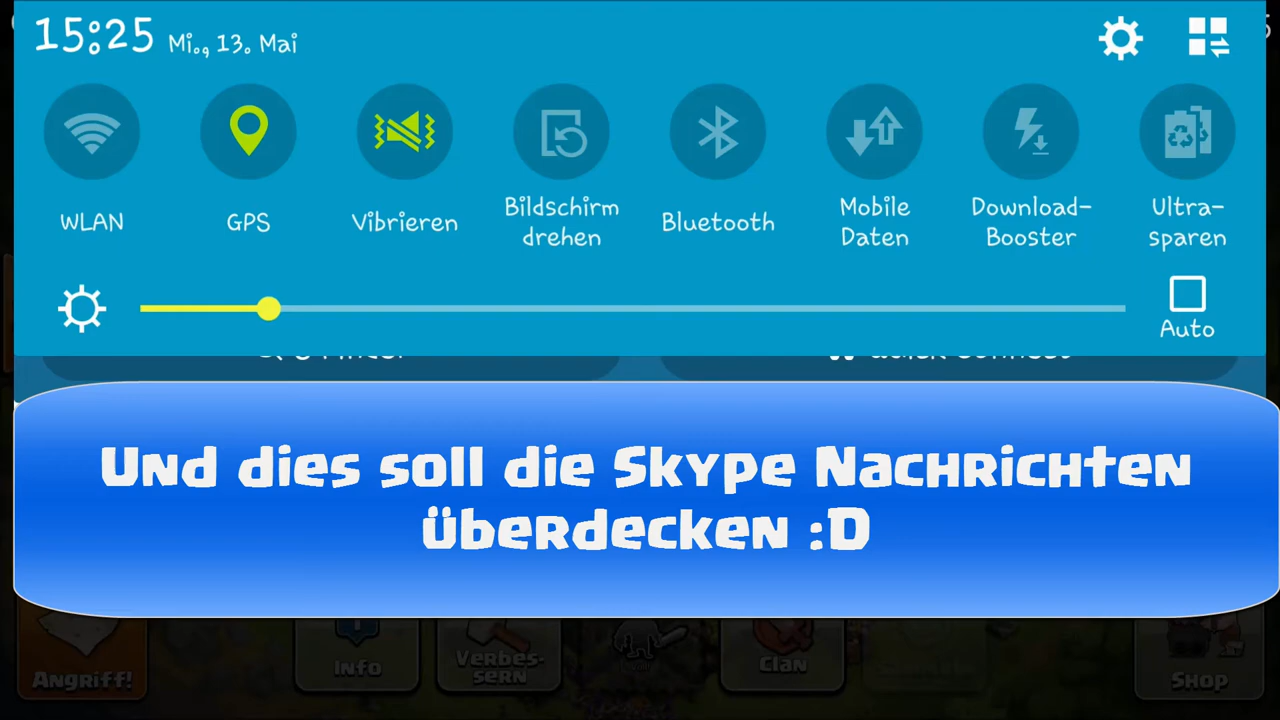 15:25 Mi., 13. Mai
WLAN
GPS
Vibrieren
Bildschirm
drehen
Bluetooth
Mobile
Daten
Download-
Booster
Ultra-
sparen
Auto
Und dies soll die Skype Nachrichten
überdecken :D
Angriff!
Info
Verbes-
sern
Clan
Shop